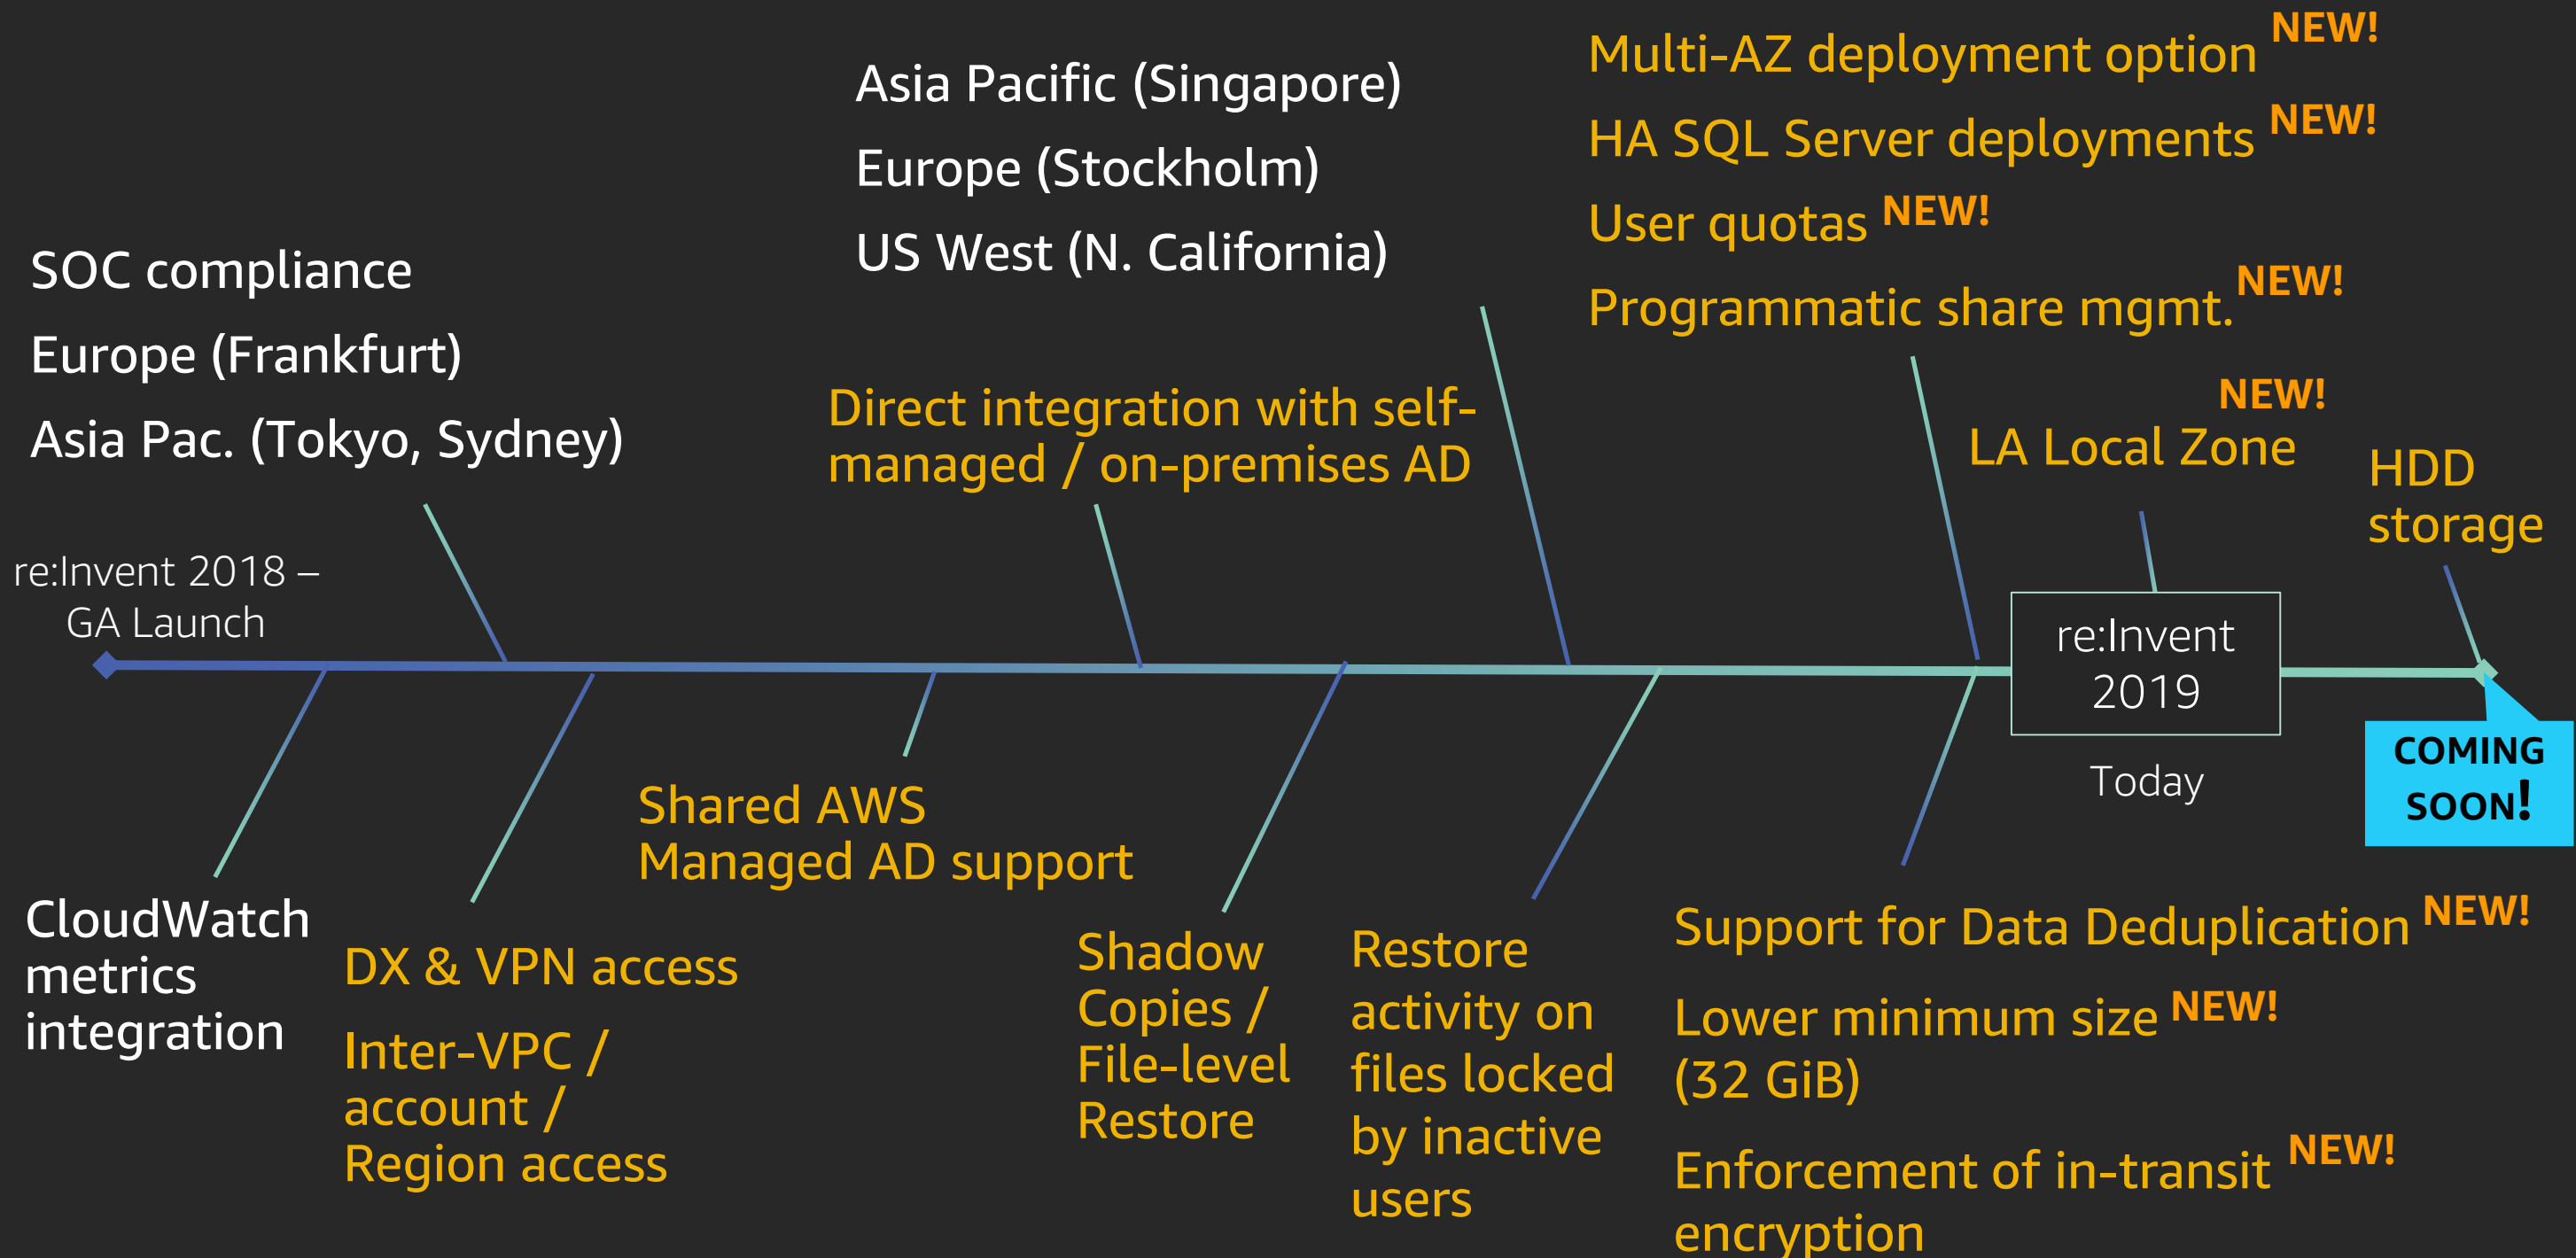 SOC compliance
Europe (Frankfurt)
Asia Pac. (Tokyo, Sydney)
re:Invent 2018 –
GA Launch
Asia Pacific (Singapore)
Europe (Stockholm)
US West (N. California)
Direct integration with self-
managed / on-premises AD
Multi-AZ deployment option NEW!
HA SQL Server deployments NEW!
User quotas NEW!
Programmatic share mgmt. NEW!
NEW!
LA Local Zone
HDD
storage
re:Invent
2019
Today
COMING
SOON!
CloudWatch
metrics
integration
DX & VPN access
Inter-VPC /
account /
Region access
Shared AWS
Managed AD support
Shadow
Copies /
File-level
Restore
Restore
activity on
files locked
by inactive
users
Support for Data Deduplication NEW!
Lower minimum size NEW!
(32 GiB)
Enforcement of in-transit NEW!
encryption